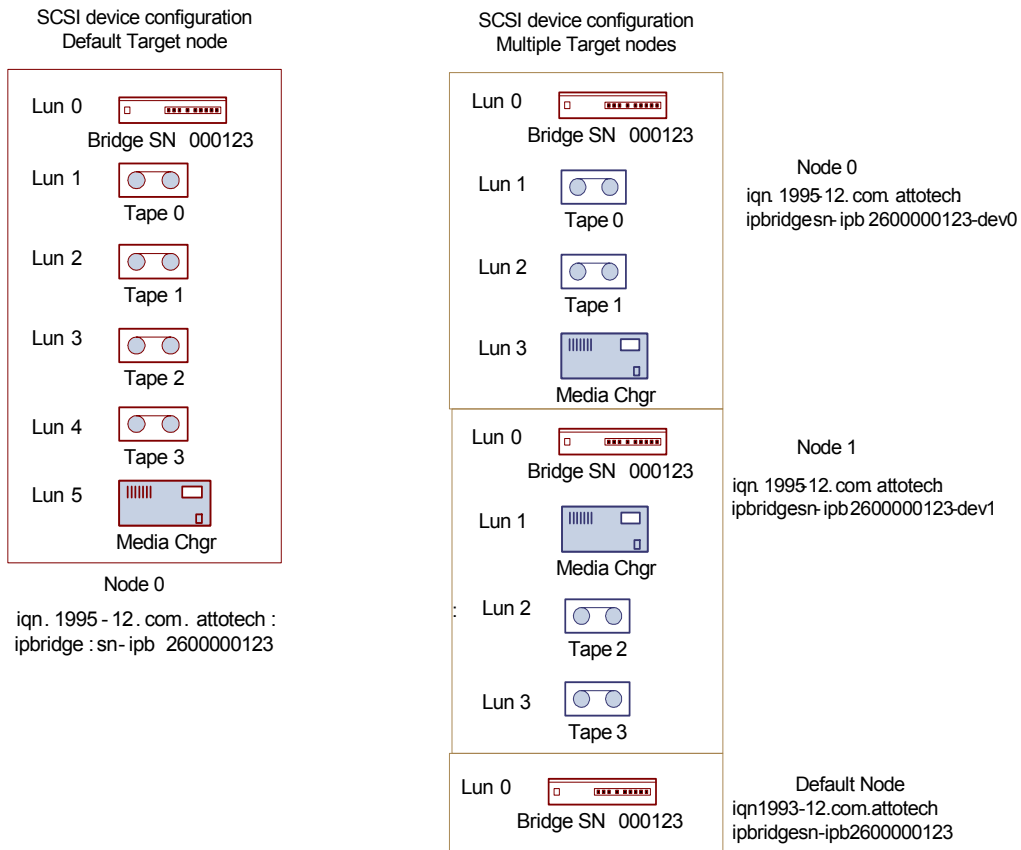 SCSI device configuration
Default Target node
Lun 0
Bridge SN 000123
Lun 1
Tape 0
Lun 2
Tape 1
Lun 3
Tape 2
Lun 4
Tape 3
Lun 5
Media Chgr
Node 0
iqn. 1995 - 12. com. attotech :
ipbridge : sn- ipb 2600000123
SCSI device configuration
Multiple Target nodes
Lun 0
Bridge SN 000123
Lun 1
Tape 0
Lun 2
Tape 1
Lun 3
Media Chgr
Node 0
iqn. 1995-12. com. attotech
ipbridgesn- ipb 2600000123-dev0
Lun 0
Bridge SN 000123
Lun 1
Media Chgr
:
Lun 2
Tape 2
Lun 3
Tape 3
Node 1
iqn. 1995-12. com. attotech
ipbridgesn- ipb 2600000123-dev1
Lun 0
Bridge SN 000123
Default Node
iqn1993-12.com.attotech
ipbridgesn-ipb2600000123